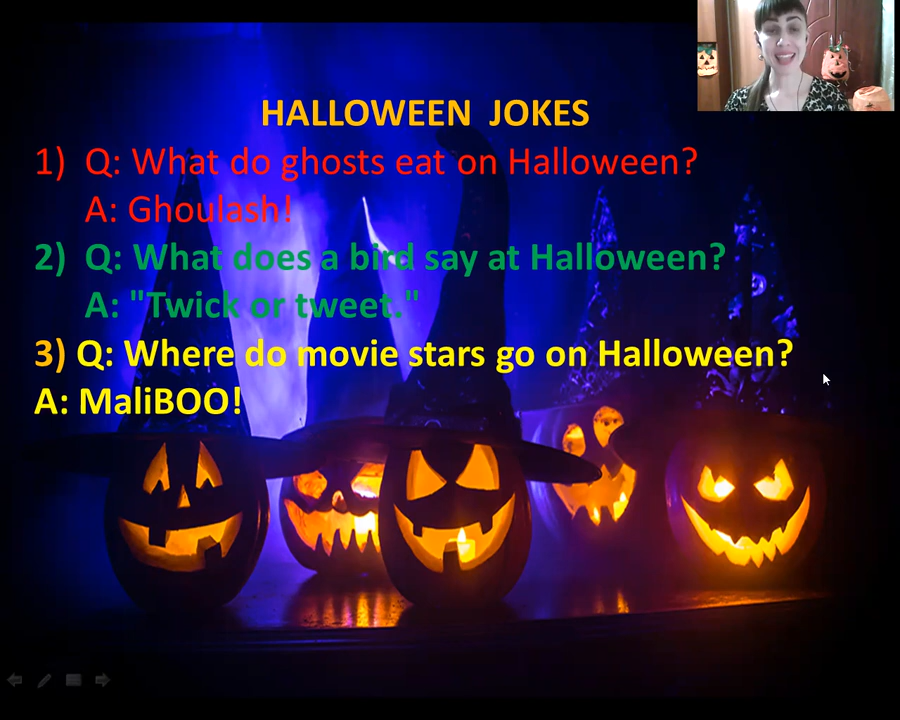 HALLOWEEN JOKES
1) Q: What do ghosts eat on Halloween?
A: Ghoulash!
2) Q: What does a bird say at Halloween?
A: "Twick or tweet."
3) Q: Where do movie stars go on Halloween?
A: MaliBOO!